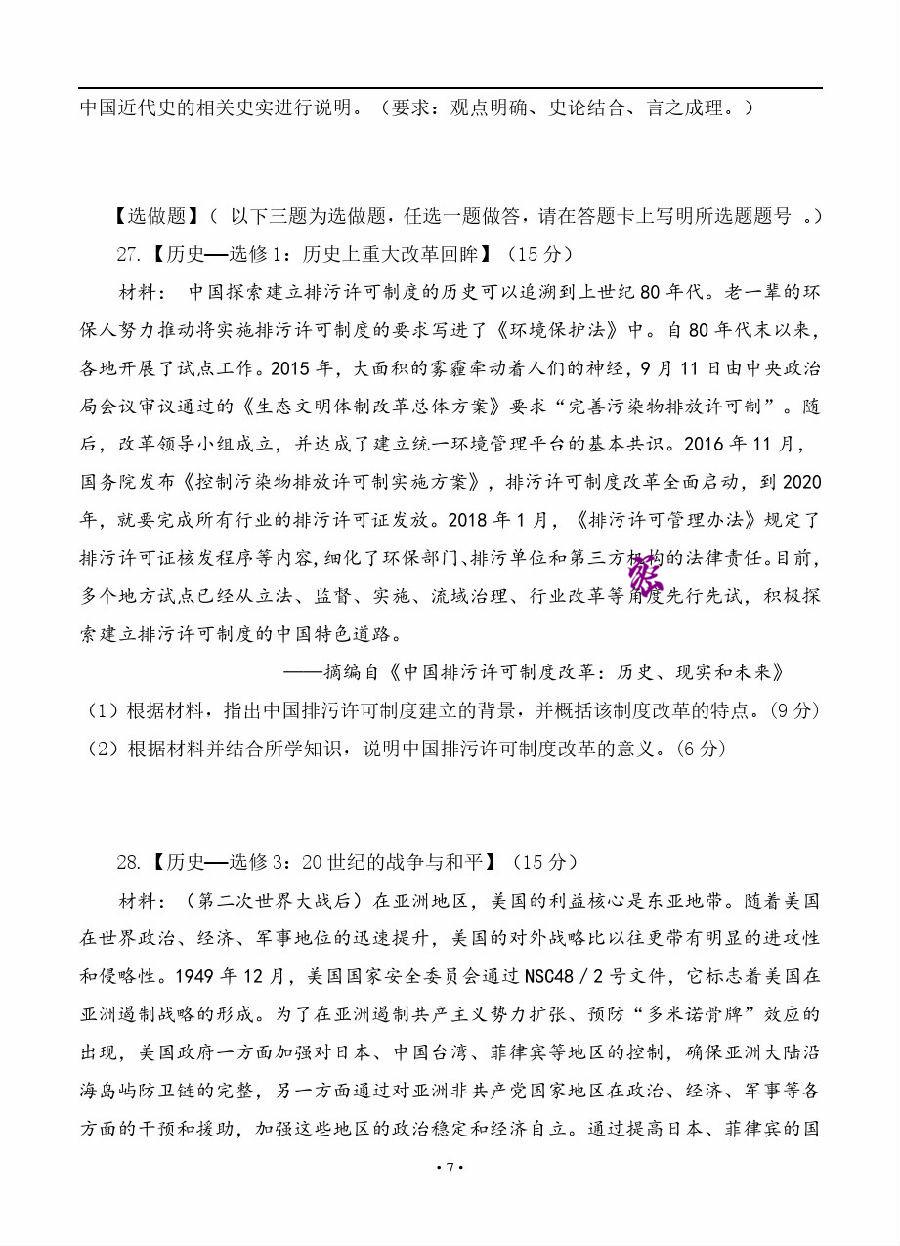 中国近代史的相关史实进行说明。（要求：观点明确、史论结合、言之成理。）
【选做题】（ 以下三题为选做题，任选一题做答，请在答题卡上写明所选题题号 。）
27.【历史──选修1：历史上重大改革回眸】（15分）
材料： 中国探索建立排污许可制度的历史可以追溯到上世纪80年代。老一辈的环
保人努力推动将实施排污许可制度的要求写进了《环境保护法》中。自80年代末以来，
各地开展了试点工作。2015年，大面积的雾霾牵动着人们的神经，9月11日由中央政治
局会议审议通过的《生态文明体制改革总体方案》要求“完善污染物排放许可制”。随
后，改革领导小组成立，并达成了建立统一环境管理平台的基本共识。2016年11月，
国务院发布《控制污染物排放许可制实施方案》，排污许可制度改革全面启动，到2020
年，就要完成所有行业的排污许可证发放。2018年1月，《排污许可管理办法》规定了
排污许可证核发程序等内容，细化了环保部门、排污单位和第三方机构的法律责任。目前，
多个地方试点已经从立法、监督、实施、流域治理、行业改革等角度先行先试，积极探
索建立排污许可制度的中国特色道路。
——摘编自《中国排污许可制度改革：历史、现实和未来》
（1）根据材料，指出中国排污许可制度建立的背景，并概括该制度改革的特点。(9分)
（2）根据材料并结合所学知识，说明中国排污许可制度改革的意义。(6分)
28.【历史──选修3：20世纪的战争与和平】（15分）
材料：（第二次世界大战后）在亚洲地区，美国的利益核心是东亚地带。随着美国
在世界政治、经济、军事地位的迅速提升，美国的对外战略比以往更带有明显的进攻性
和侵略性。1949年12月，美国国家安全委员会通过NSC48／2号文件，它标志着美国在
亚洲遏制战略的形成。为了在亚洲遏制共产主义势力扩张、预防“多米诺骨牌”效应的
出现，美国政府一方面加强对日本、中国台湾、菲律宾等地区的控制，确保亚洲大陆沿
海岛屿防卫链的完整，另一方面通过对亚洲非共产党国家地区在政治、经济、军事等各
方面的干预和援助，加强这些地区的政治稳定和经济自立。通过提高日本、菲律宾的国
•7•